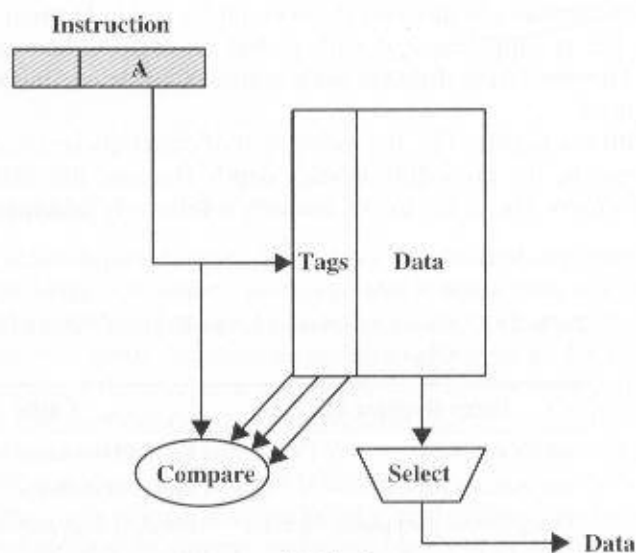 Instruction
A
Tags
Data
Compare
Select
Data